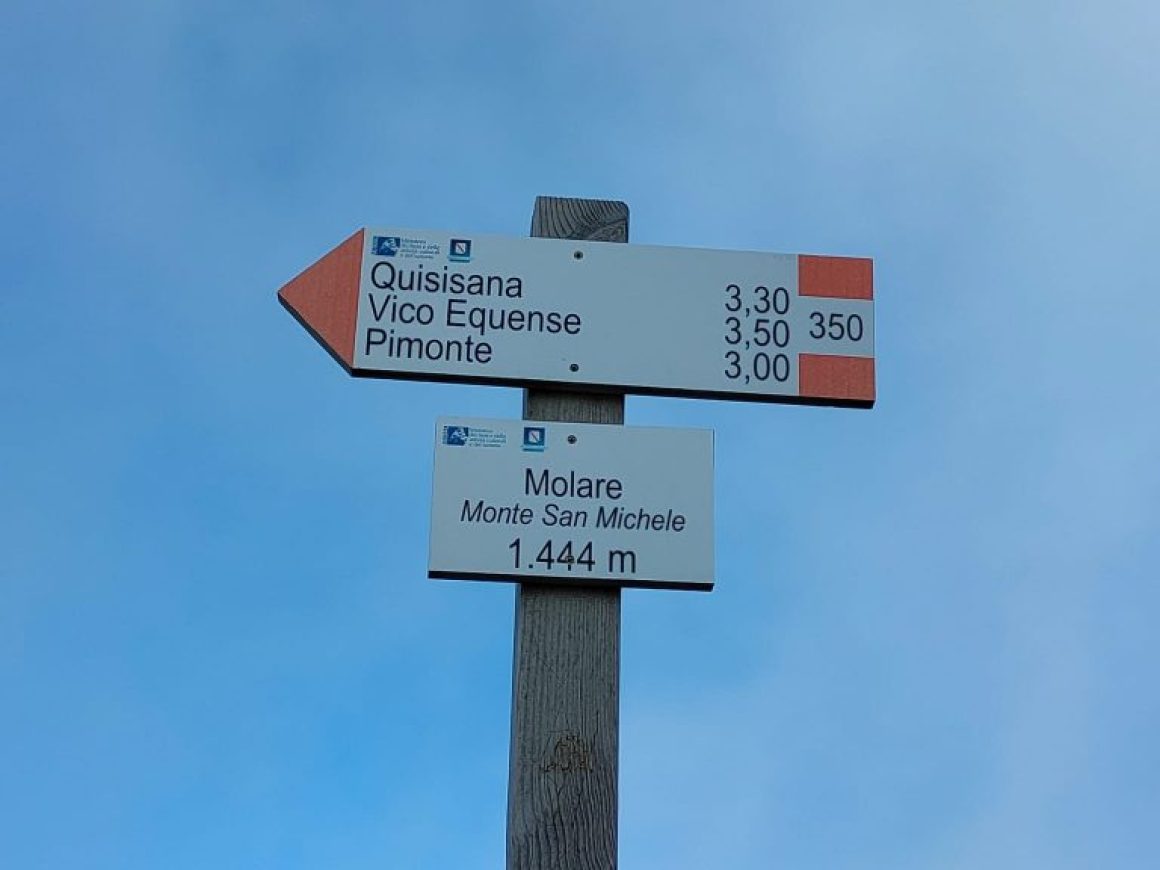 Quisisana 3,30
Vico Equense 3,50
Pimonte 3,00
350
Molare
Monte San Michele
1.444 m